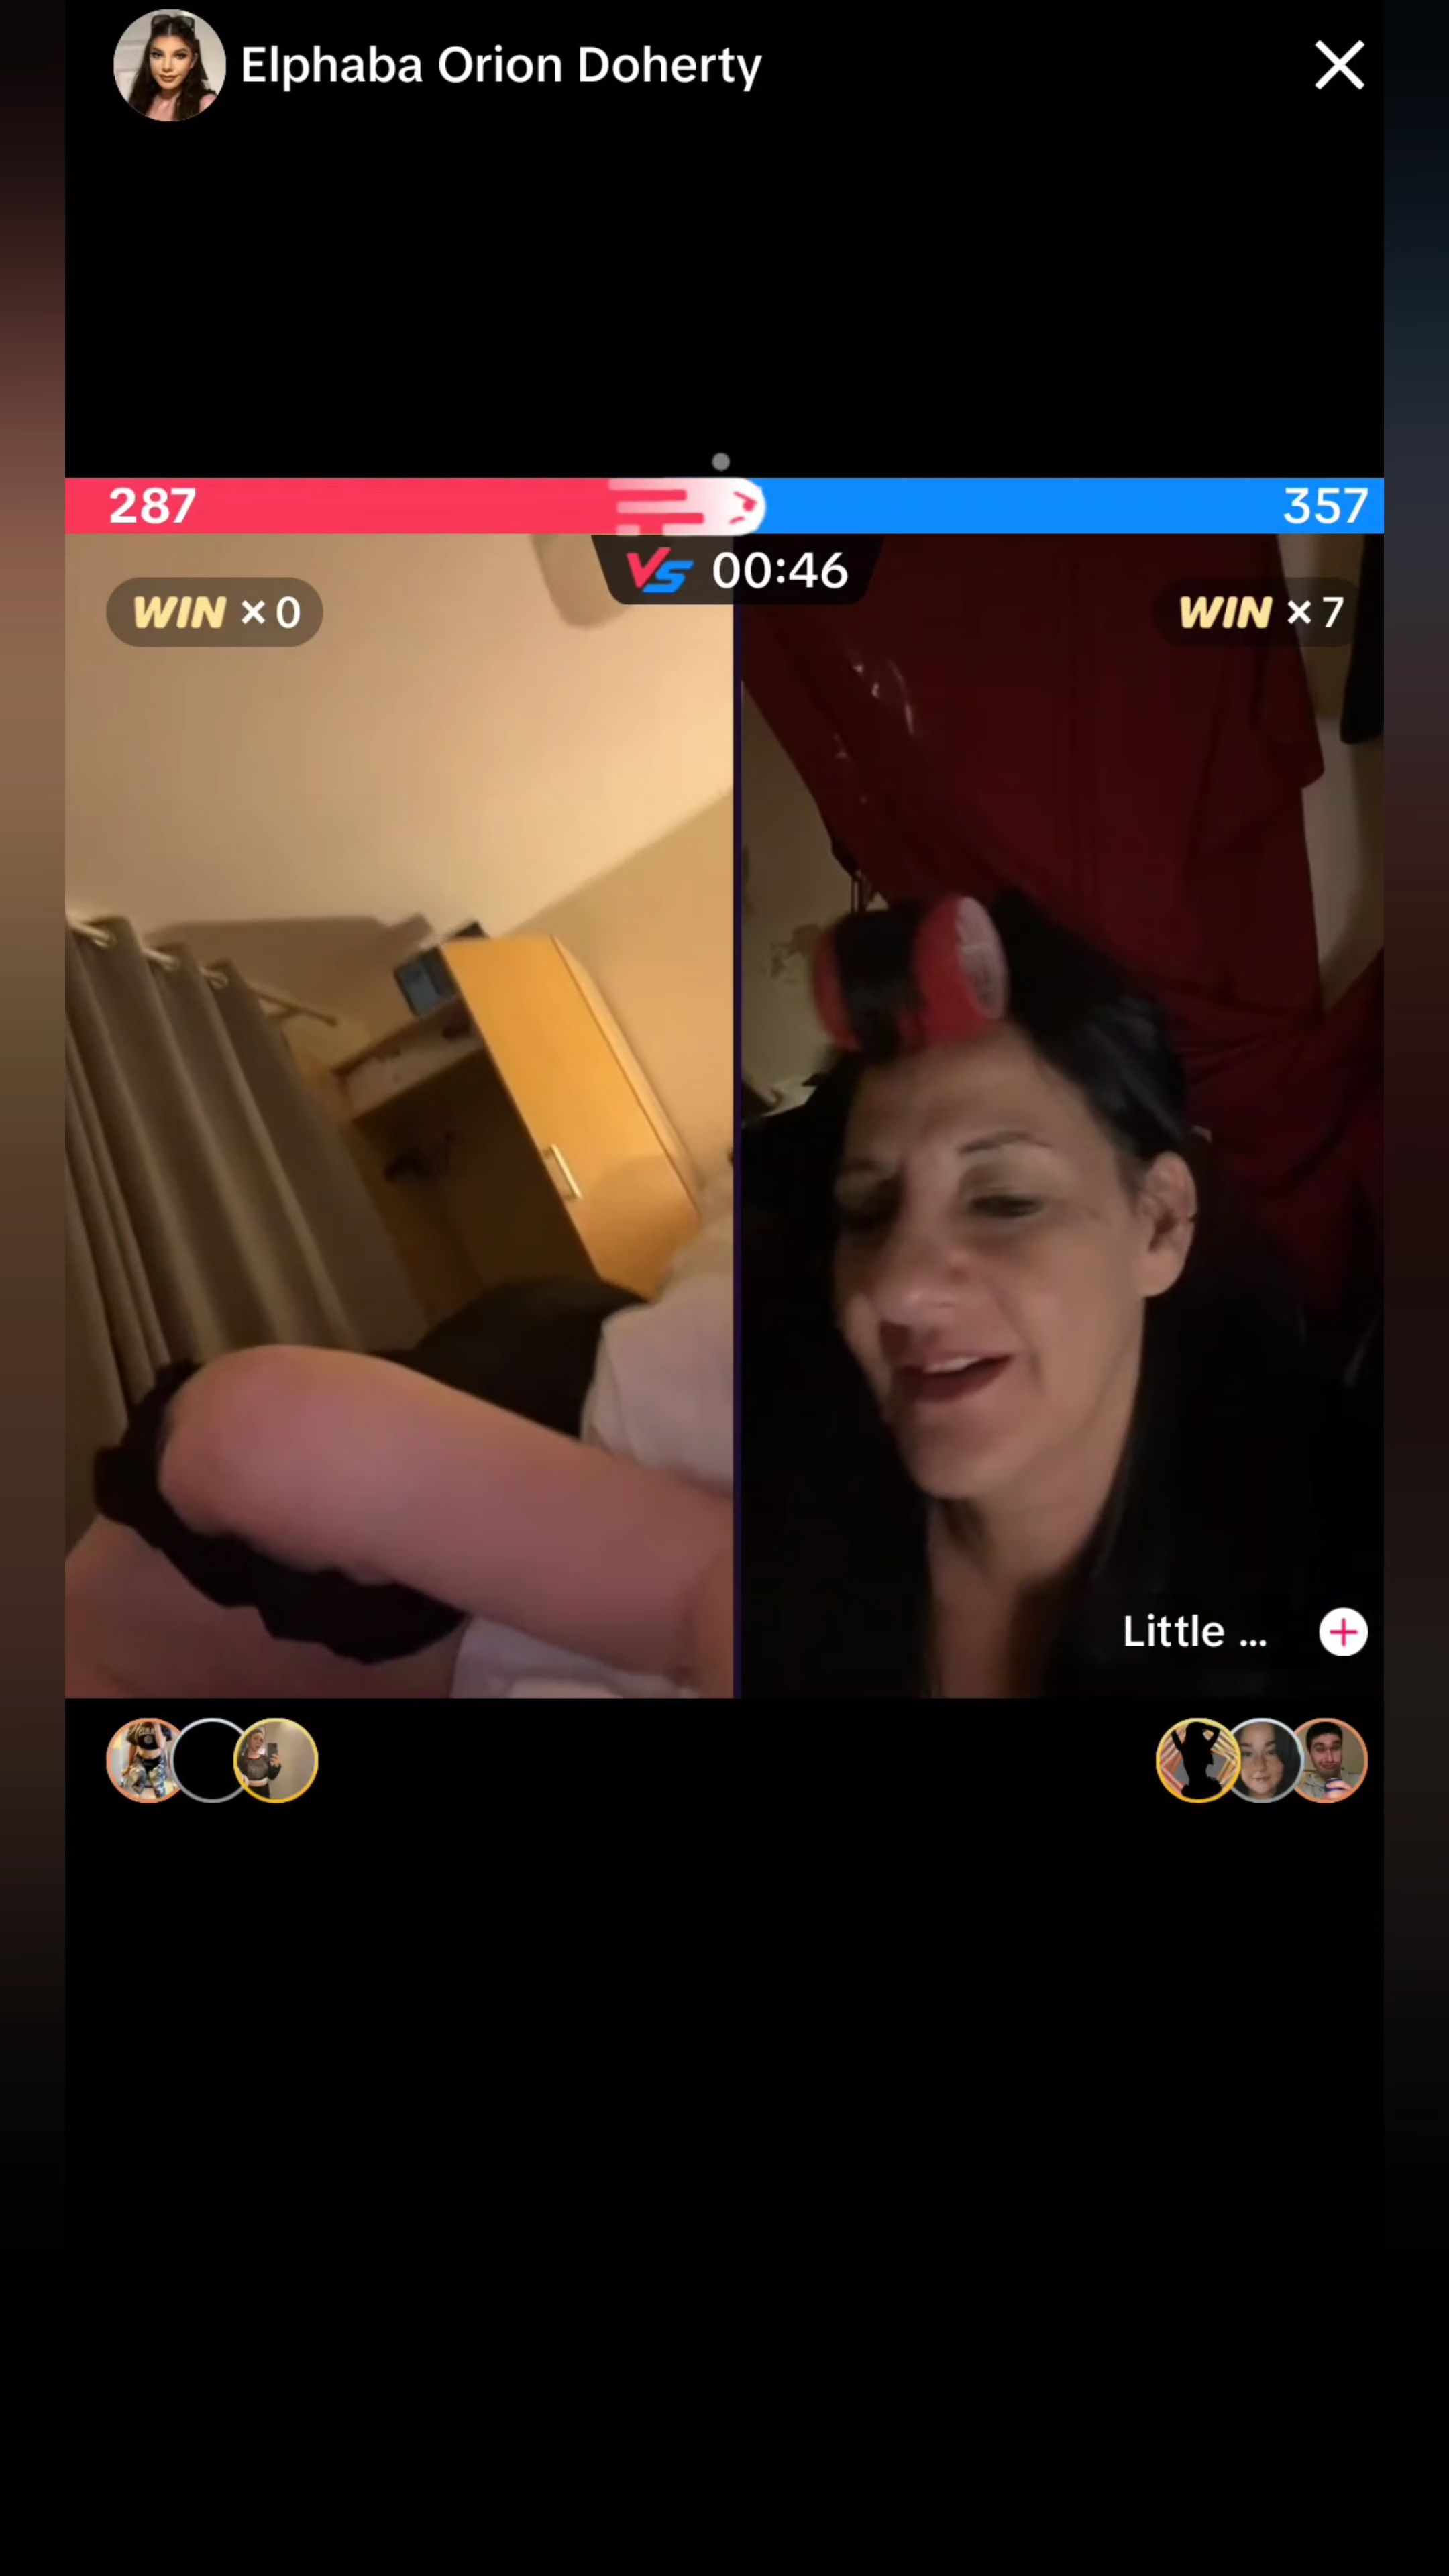 Elphaba Orion Doherty
287
357
VS 00:46
WIN × 0
WIN × 7
Little ...